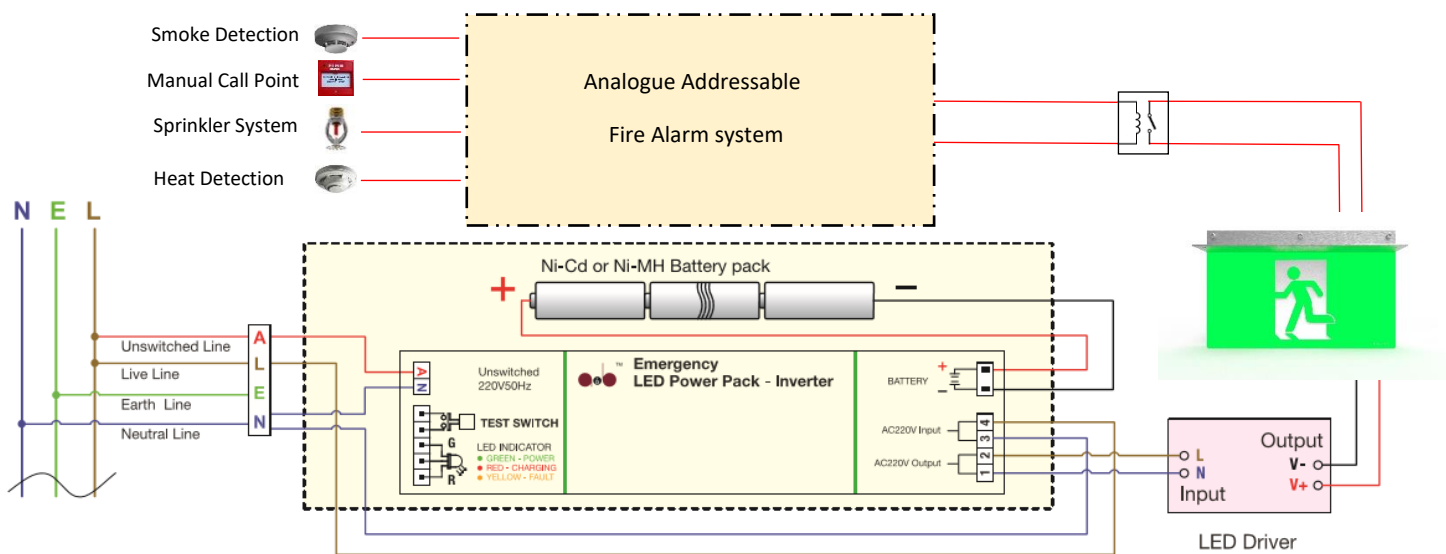 Smoke Detection
Manual Call Point
Sprinkler System
Heat Detection
Analogue Addressable
Fire Alarm system
N E L
Ni-Cd or Ni-MH Battery pack
+
−
A
L
E
N
Unswitched Line
Live Line
Earth Line
Neutral Line
A
N
Unswitched
220V50Hz
TEST SWITCH
G
LED INDICATOR
GREEN - POWER
RED - CHARGING
YELLOW - FAULT
R
™
Emergency
LED Power Pack - Inverter
BATTERY
+
−
AC220V Input
AC220V Output
4
3
2
1
L
N
Input
Output
V-
V+
LED Driver